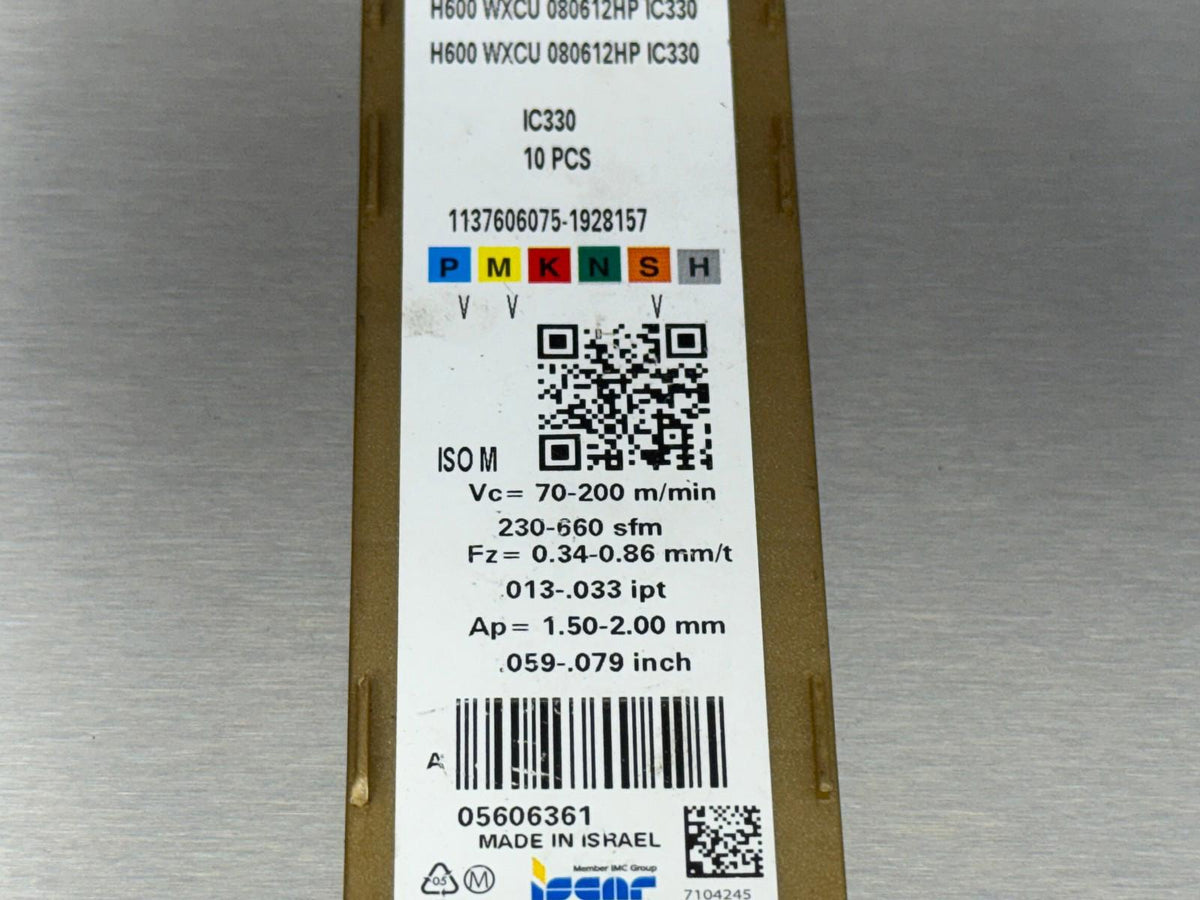 H600 WXCU 080612HP IC330
H600 WXCU 080612HP IC330
IC330
10 PCS
1137606075-1928157
P M K N S H
V V V
ISO M
Vc= 70-200 m/min
230-660 sfm
Fz= 0.34-0.86 mm/t
.013-.033 ipt
Ap= 1.50-2.00 mm
.059-.079 inch
A
05606361
MADE IN ISRAEL
05 M
Member IMC Group
iscar
7104245